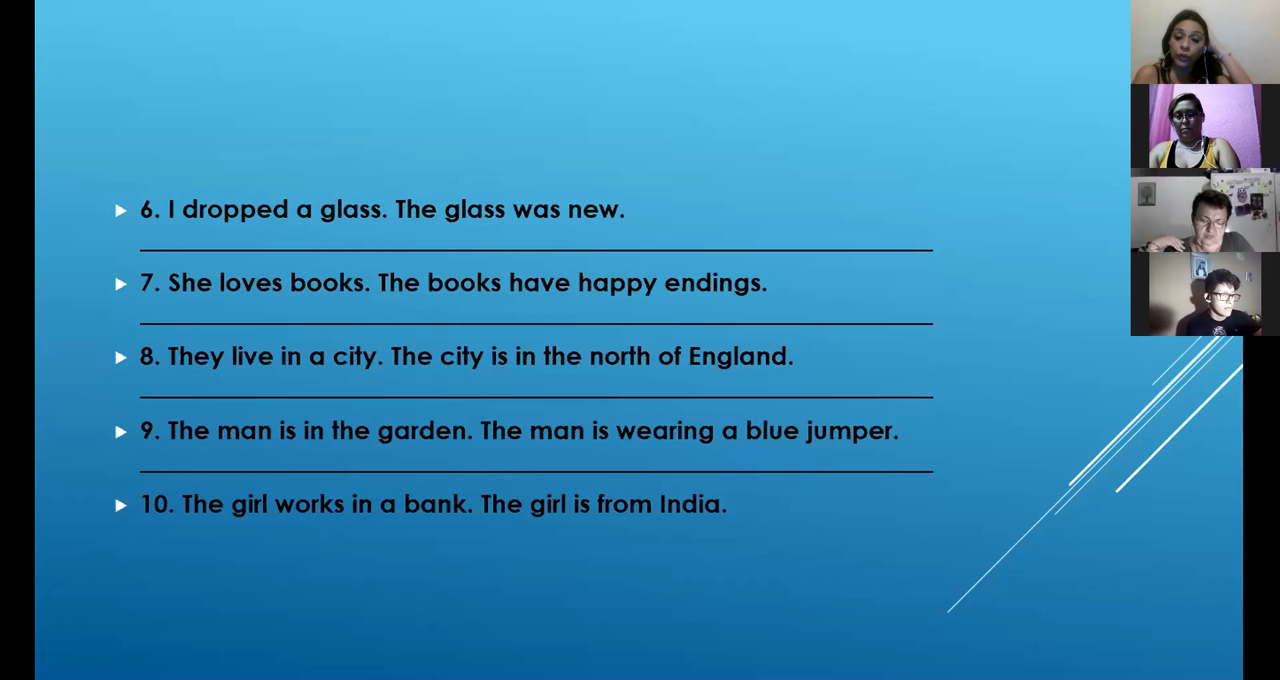 6. I dropped a glass. The glass was new.
7. She loves books. The books have happy endings.
8. They live in a city. The city is in the north of England.
9. The man is in the garden. The man is wearing a blue jumper.
10. The girl works in a bank. The girl is from India.